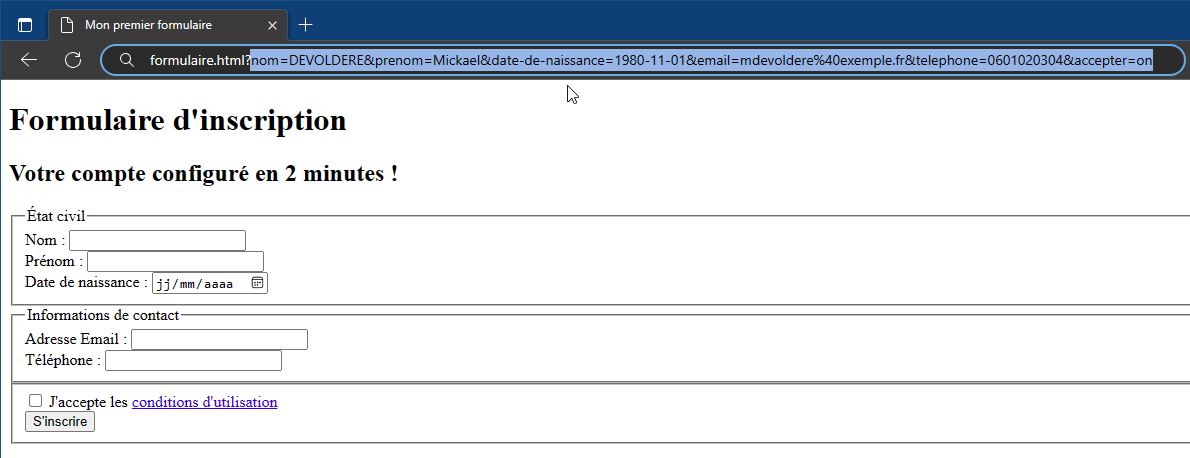 Mon premier formulaire
formulaire.html?nom=DEVOLDERE&prenom=Mickael&date-de-naissance=1980-11-01&email=mdevoldere%40exemple.fr&telephone=0601020304&accepter=on
Formulaire d'inscription
Votre compte configuré en 2 minutes !
État civil
Nom :
Prénom :
Date de naissance : jj/mm/aaaa
Informations de contact
Adresse Email :
Téléphone :
J'accepte les conditions d'utilisation
S'inscrire